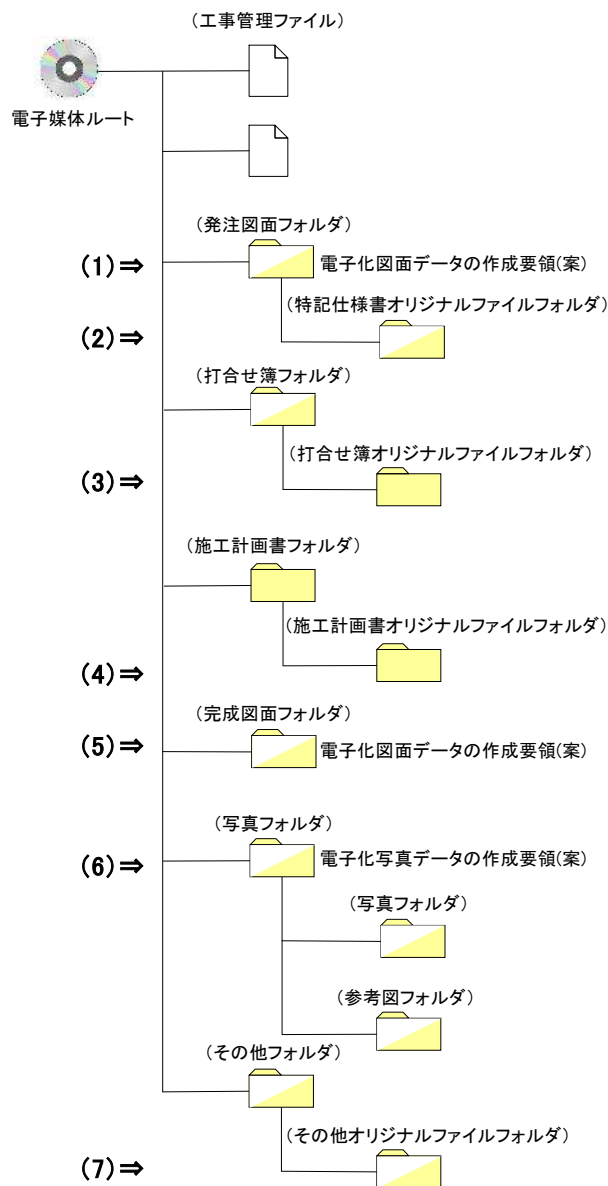 （工事管理ファイル）
電子媒体ルート
（発注図面フォルダ）
(1)⇒
電子化図面データの作成要領(案)
（特記仕様書オリジナルファイルフォルダ）
(2)⇒
（打合せ簿フォルダ）
（打合せ簿オリジナルファイルフォルダ）
(3)⇒
（施工計画書フォルダ）
（施工計画書オリジナルファイルフォルダ）
(4)⇒
（完成図面フォルダ）
(5)⇒
電子化図面データの作成要領(案)
（写真フォルダ）
(6)⇒
電子化写真データの作成要領(案)
（写真フォルダ）
（参考図フォルダ）
（その他フォルダ）
（その他オリジナルファイルフォルダ）
(7)⇒